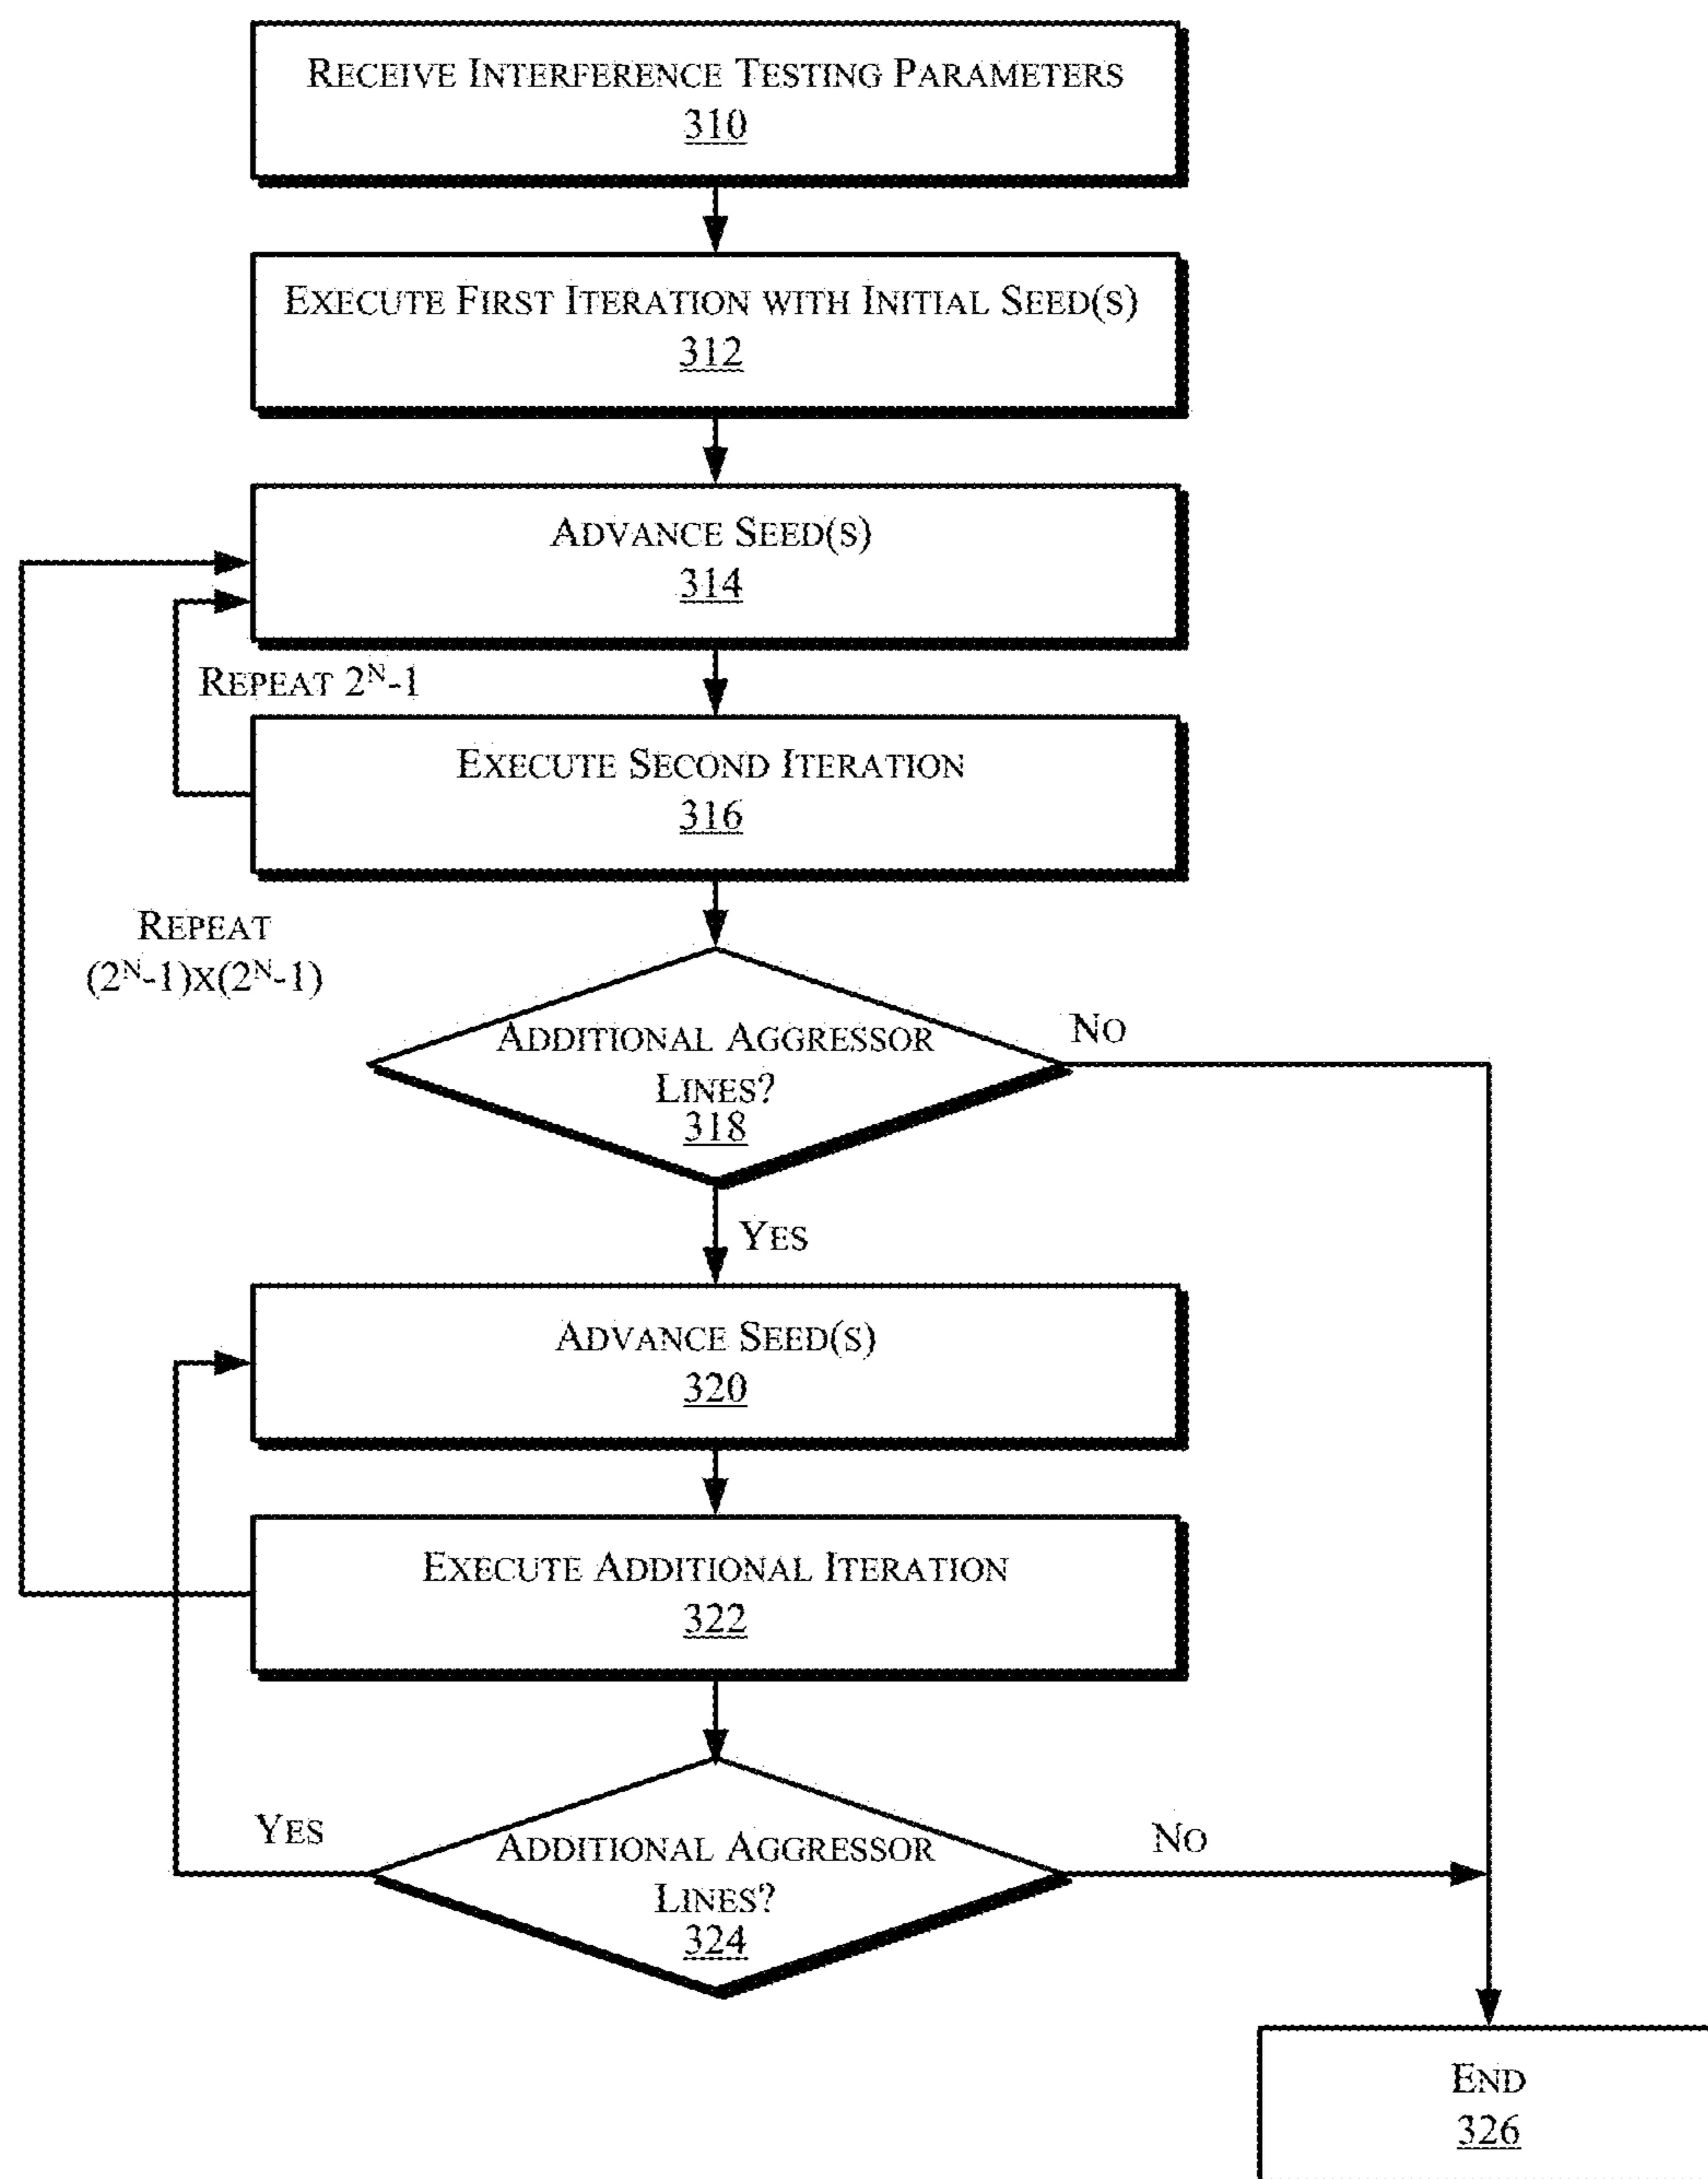 RECEIVE INTERFERENCE TESTING PARAMETERS
310
EXECUTE FIRST ITERATION WITH INITIAL SEED(S)
312
ADVANCE SEED(S)
314
REPEAT 2ᴺ-1
EXECUTE SECOND ITERATION
316
REPEAT
(2ᴺ-1)X(2ᴺ-1)
ADDITIONAL AGGRESSOR
LINES?
318
NO
YES
ADVANCE SEED(S)
320
EXECUTE ADDITIONAL ITERATION
322
YES
ADDITIONAL AGGRESSOR
LINES?
324
NO
END
326